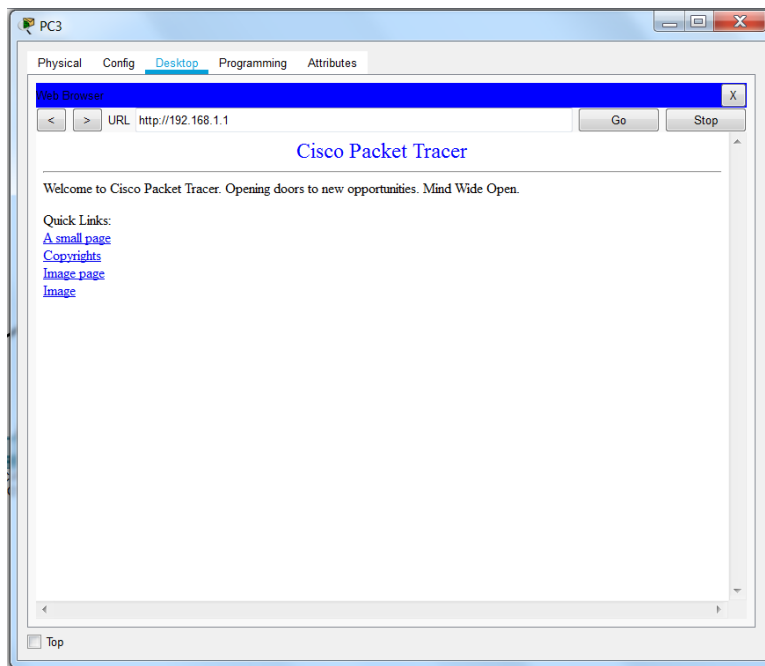 PC3
Physical Config Desktop Programming Attributes
Web Browser X
< > URL http://192.168.1.1 Go Stop
Cisco Packet Tracer
Welcome to Cisco Packet Tracer. Opening doors to new opportunities. Mind Wide Open.
Quick Links:
A small page
Copyrights
Image page
Image
Top